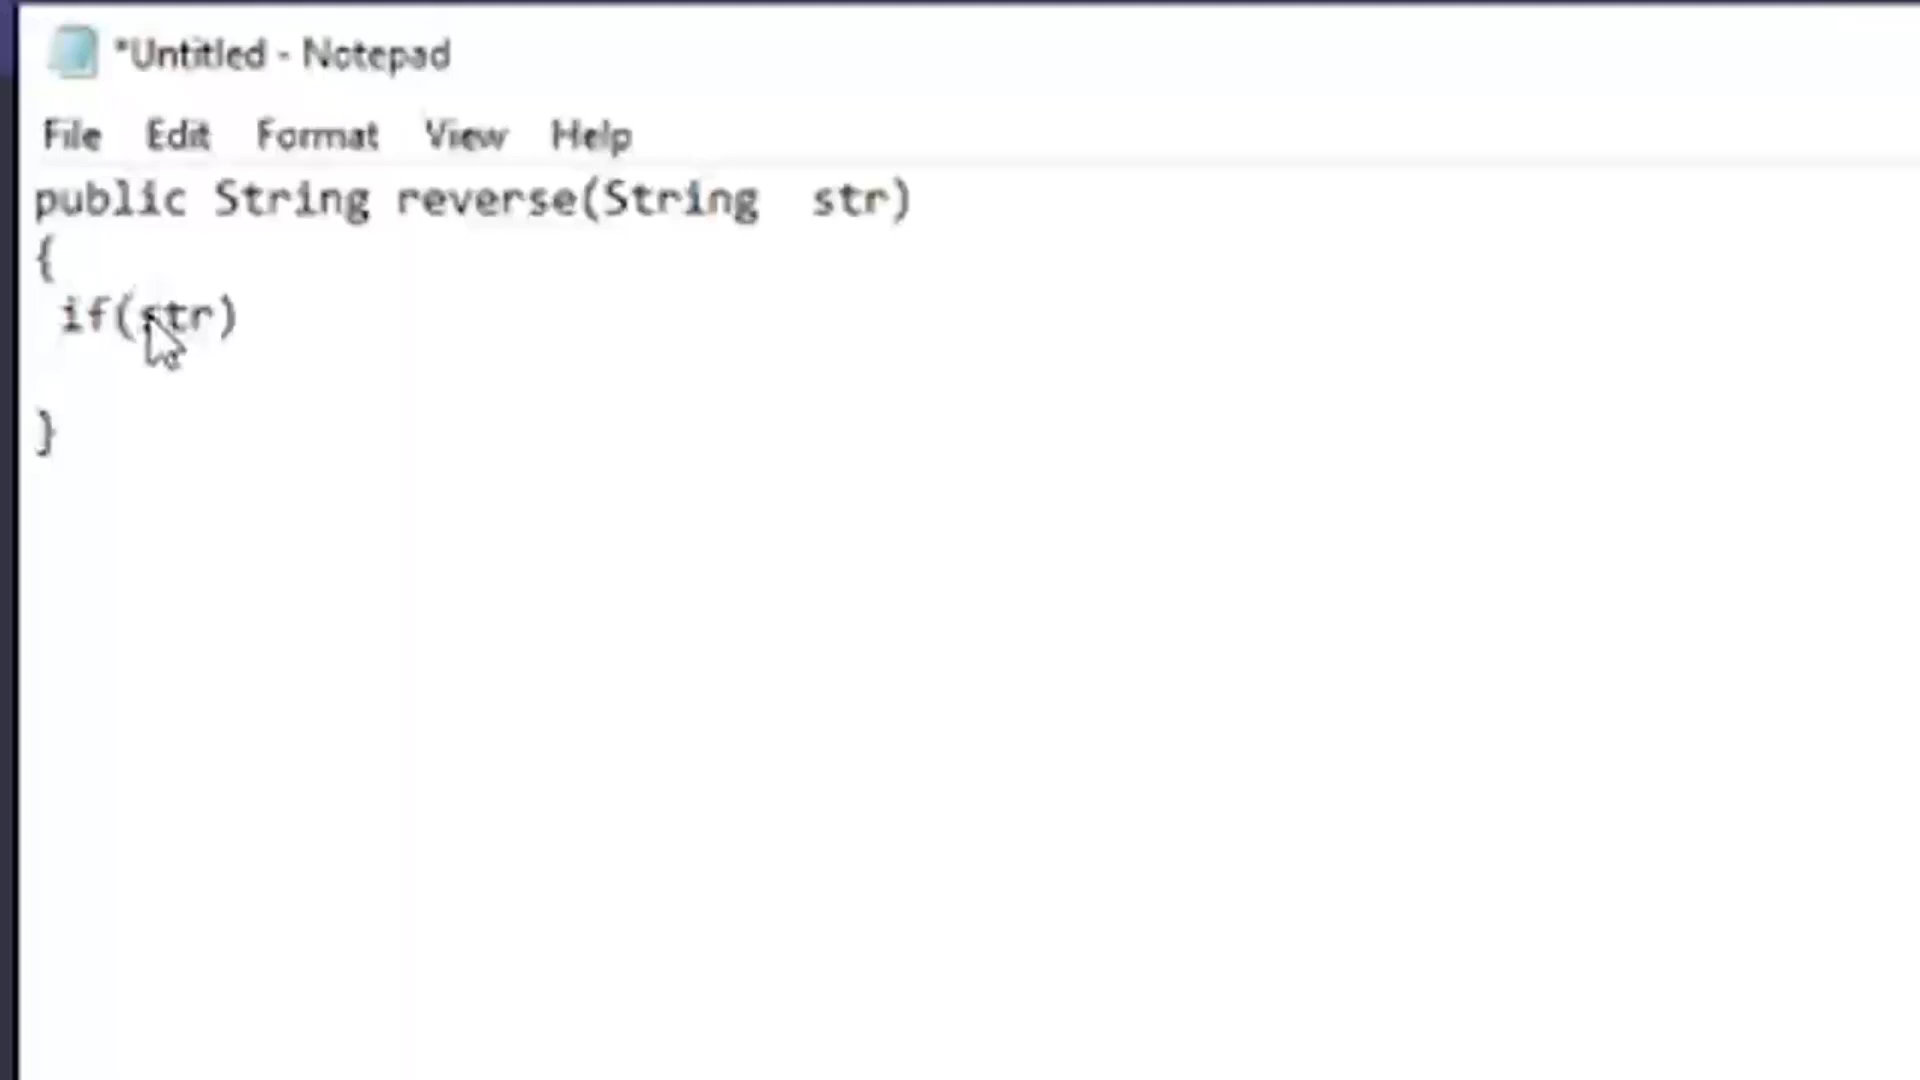 *Untitled - Notepad
File Edit Format View Help
public String reverse(String  str)
{
 if(str)
}